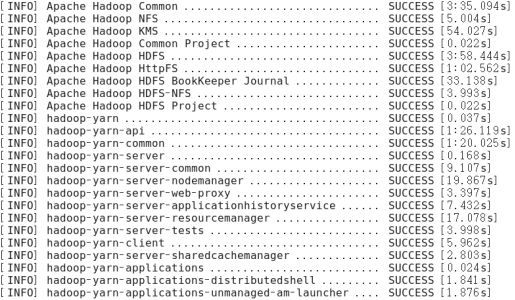 [INFO] Apache Hadoop Common .............................. SUCCESS [3:35.094s]
[INFO] Apache Hadoop NFS ................................. SUCCESS [5.004s]
[INFO] Apache Hadoop KMS ................................. SUCCESS [54.027s]
[INFO] Apache Hadoop Common Project ...................... SUCCESS [0.022s]
[INFO] Apache Hadoop HDFS ................................ SUCCESS [3:58.444s]
[INFO] Apache Hadoop HttpFS .............................. SUCCESS [1:02.562s]
[INFO] Apache Hadoop HDFS BookKeeper Journal ............. SUCCESS [33.138s]
[INFO] Apache Hadoop HDFS-NFS ............................ SUCCESS [3.993s]
[INFO] Apache Hadoop HDFS Project ........................ SUCCESS [0.022s]
[INFO] hadoop-yarn ....................................... SUCCESS [0.037s]
[INFO] hadoop-yarn-api ................................... SUCCESS [1:26.119s]
[INFO] hadoop-yarn-common ................................ SUCCESS [1:20.025s]
[INFO] hadoop-yarn-server ................................ SUCCESS [0.168s]
[INFO] hadoop-yarn-server-common ......................... SUCCESS [9.107s]
[INFO] hadoop-yarn-server-nodemanager .................... SUCCESS [19.867s]
[INFO] hadoop-yarn-server-web-proxy ...................... SUCCESS [3.397s]
[INFO] hadoop-yarn-server-applicationhistoryservice ...... SUCCESS [7.432s]
[INFO] hadoop-yarn-server-resourcemanager ................ SUCCESS [17.078s]
[INFO] hadoop-yarn-server-tests .......................... SUCCESS [3.998s]
[INFO] hadoop-yarn-client ................................ SUCCESS [5.962s]
[INFO] hadoop-yarn-server-sharedcachemanager ............. SUCCESS [2.803s]
[INFO] hadoop-yarn-applications .......................... SUCCESS [0.024s]
[INFO] hadoop-yarn-applications-distributedshell ......... SUCCESS [1.841s]
[INFO] hadoop-yarn-applications-unmanaged-am-launcher .... SUCCESS [1.876s]